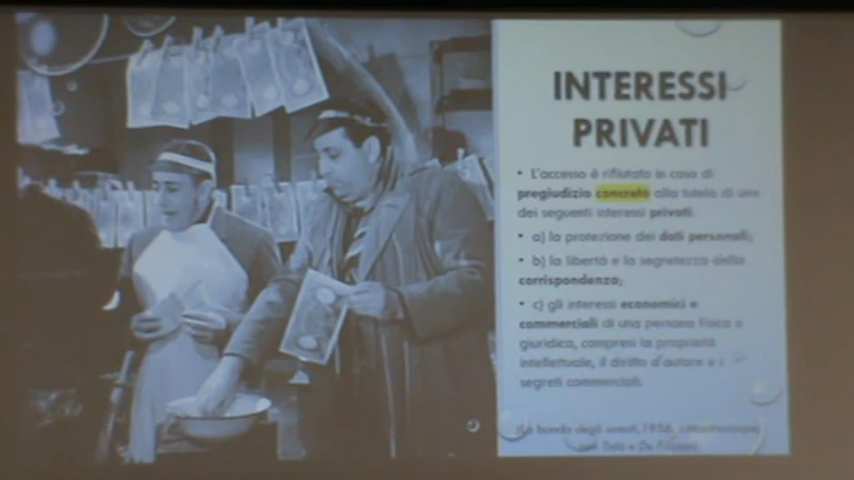 INTERESSI
PRIVATI
• L'accesso è rifiutato in caso di
pregiudizio concreto alla tutela di uno
dei seguenti interessi privati:
• a) la protezione dei dati personali;
• b) la libertà e la segretezza della
corrispondenza;
• c) gli interessi economici e
commerciali di una persona fisica o
giuridica, compresi la proprietà
intellettuale, il diritto d'autore e i
segreti commerciali.
(La banda degli onesti, 1956,
con Totò e De Filippo)